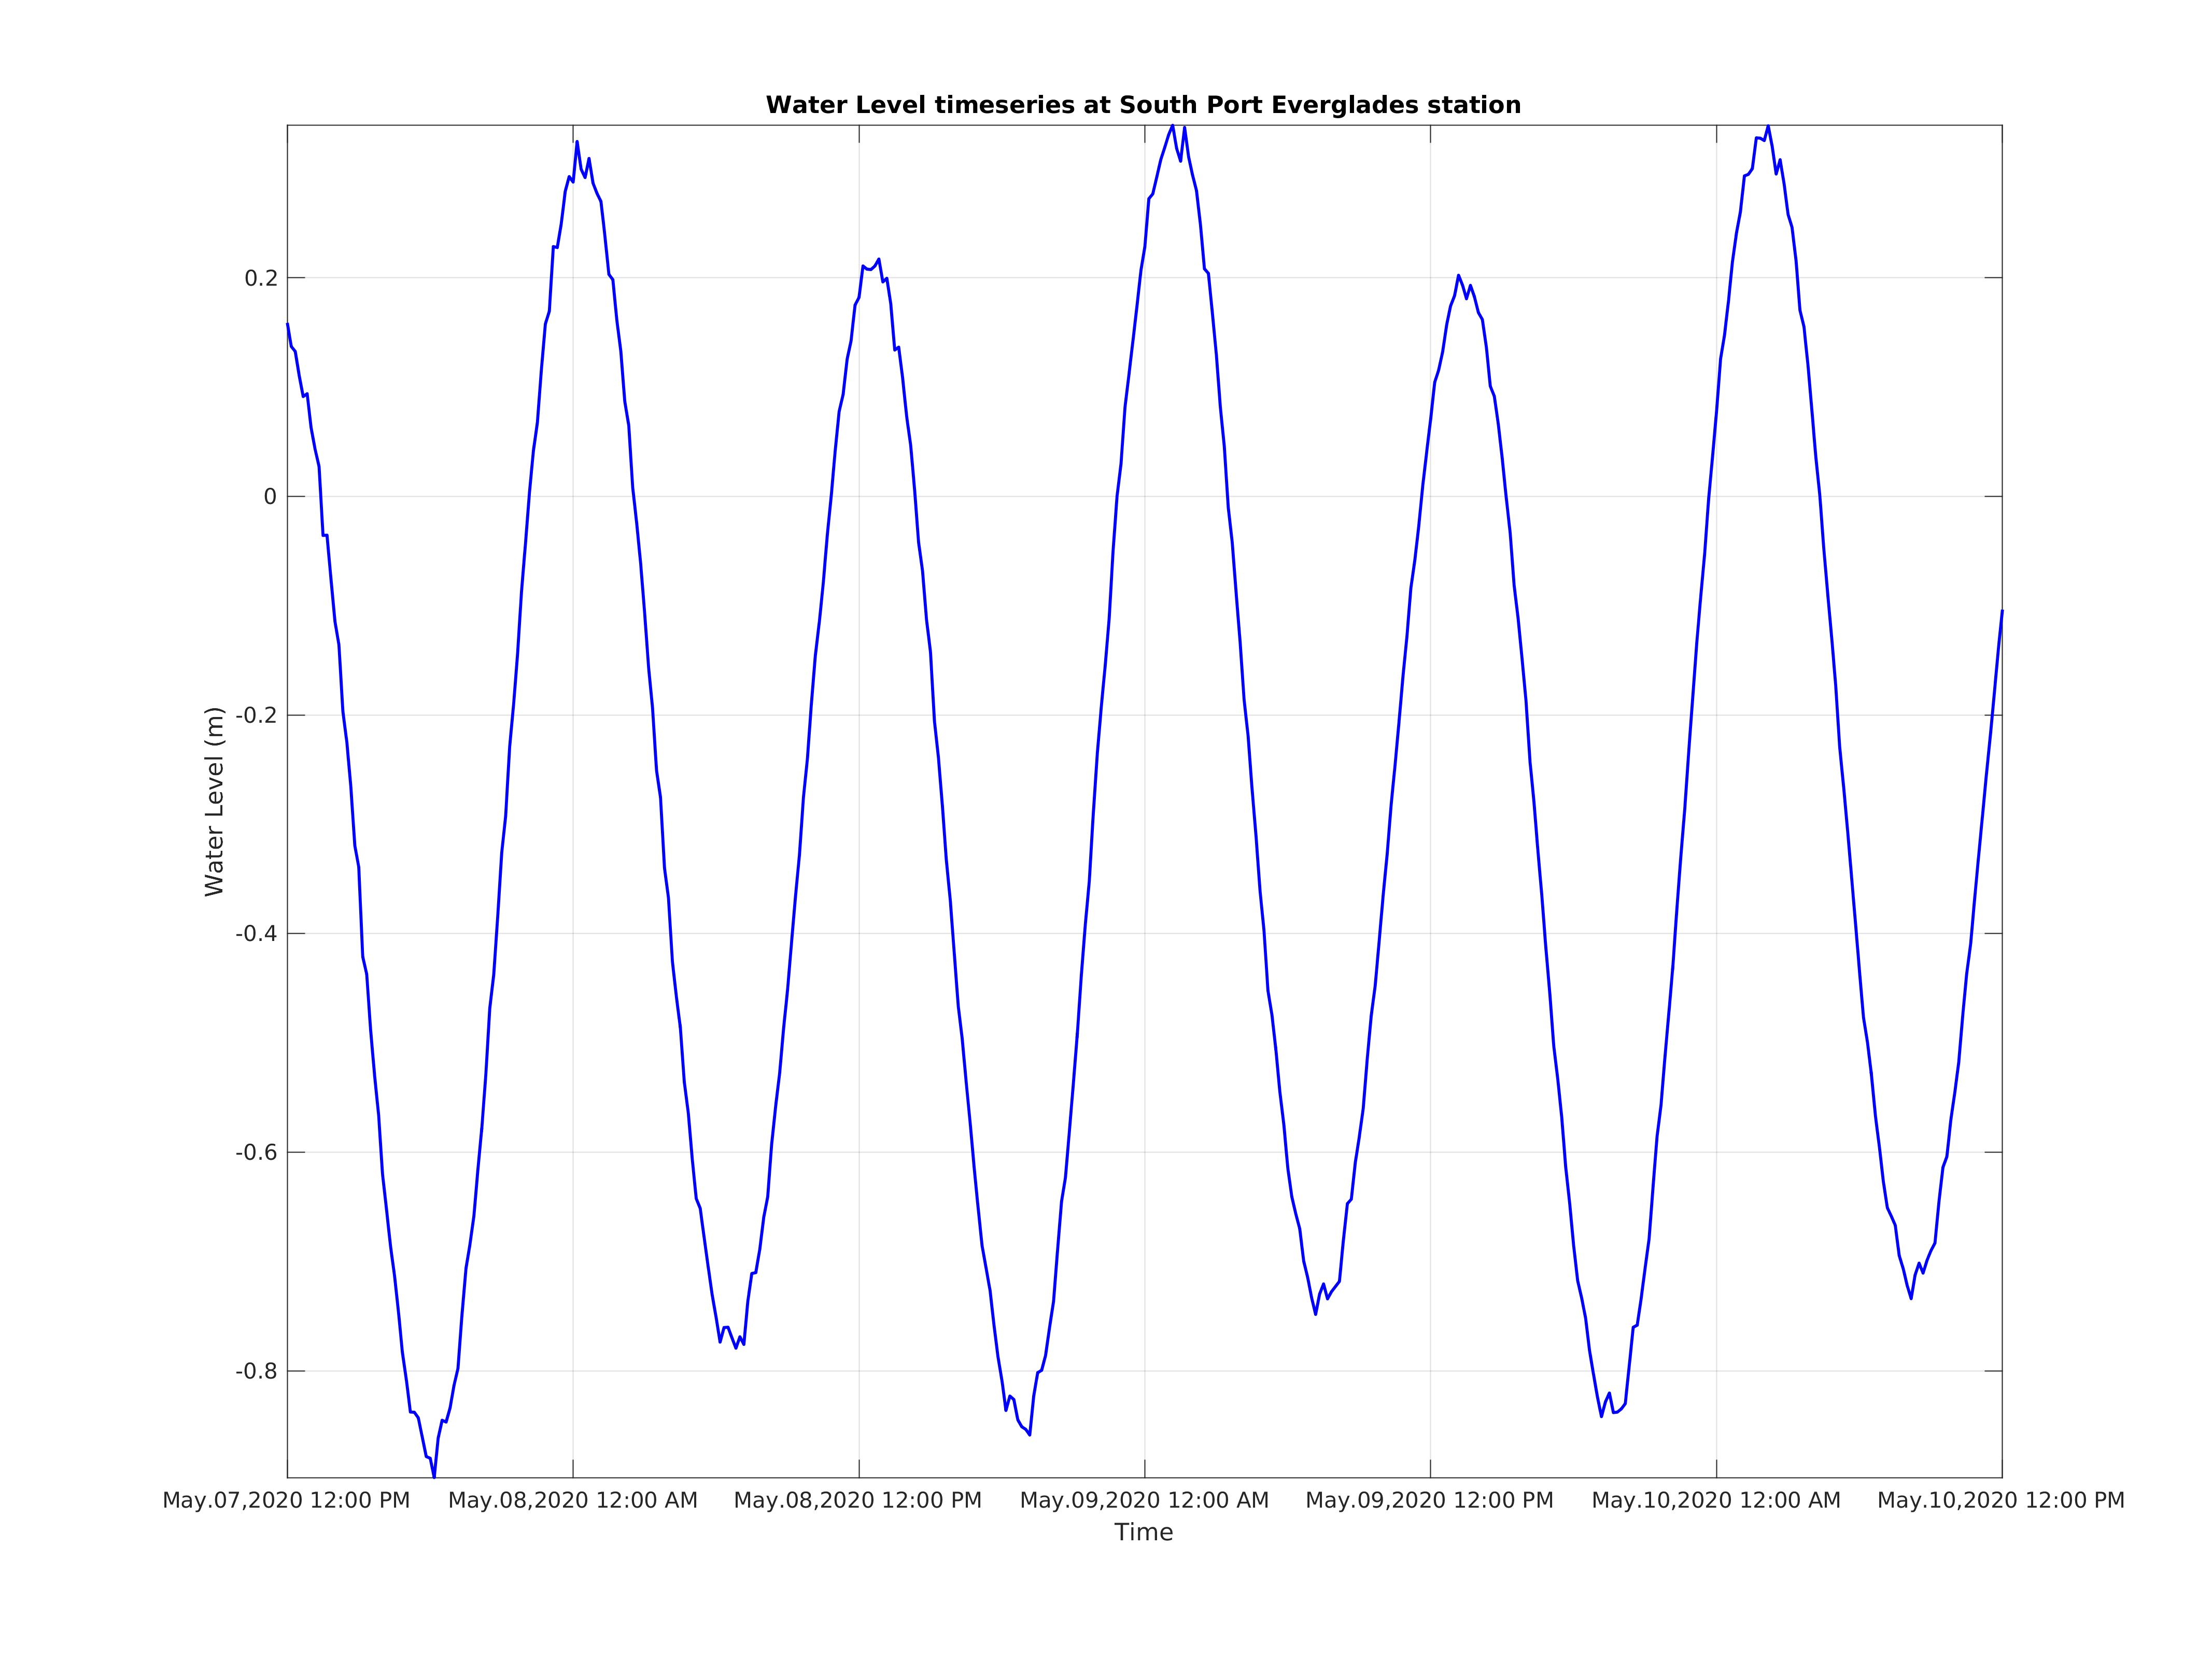 Water Level timeseries at South Port Everglades station
0.2
0
-0.2
-0.4
-0.6
-0.8
Water Level (m)
May.07,2020 12:00 PM
May.08,2020 12:00 AM
May.08,2020 12:00 PM
May.09,2020 12:00 AM
May.09,2020 12:00 PM
May.10,2020 12:00 AM
May.10,2020 12:00 PM
Time